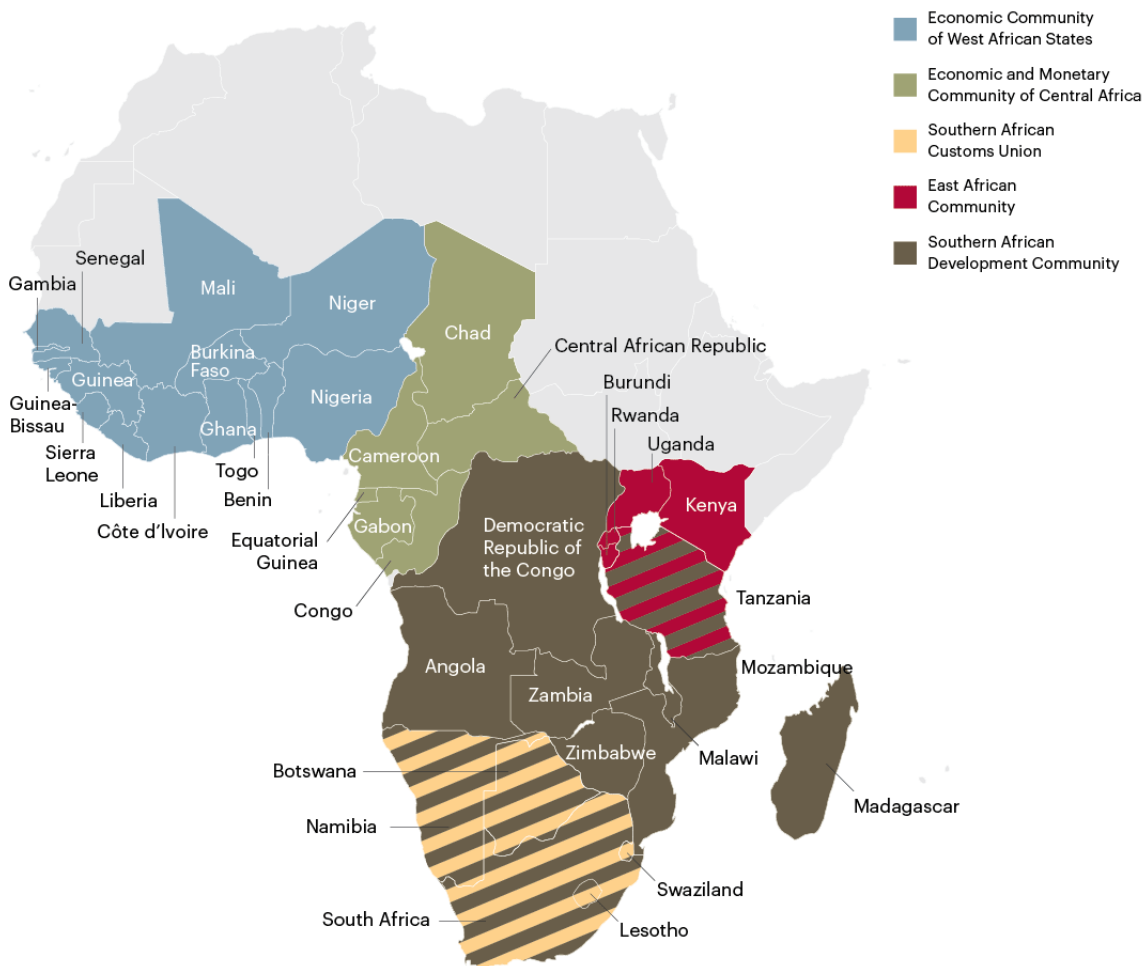 Economic Community
of West African States
Economic and Monetary
Community of Central Africa
Southern African
Customs Union
East African
Community
Southern African
Development Community
Senegal
Gambia
Mali
Niger
Chad
Central African Republic
Burkina
Faso
Guinea
Burundi
Guinea-
Bissau
Nigeria
Rwanda
Ghana
Uganda
Sierra
Leone
Cameroon
Togo
Liberia
Benin
Kenya
Côte d’Ivoire
Gabon
Democratic
Republic of
the Congo
Equatorial
Guinea
Tanzania
Congo
Angola
Mozambique
Zambia
Zimbabwe
Malawi
Botswana
Madagascar
Namibia
Swaziland
South Africa
Lesotho